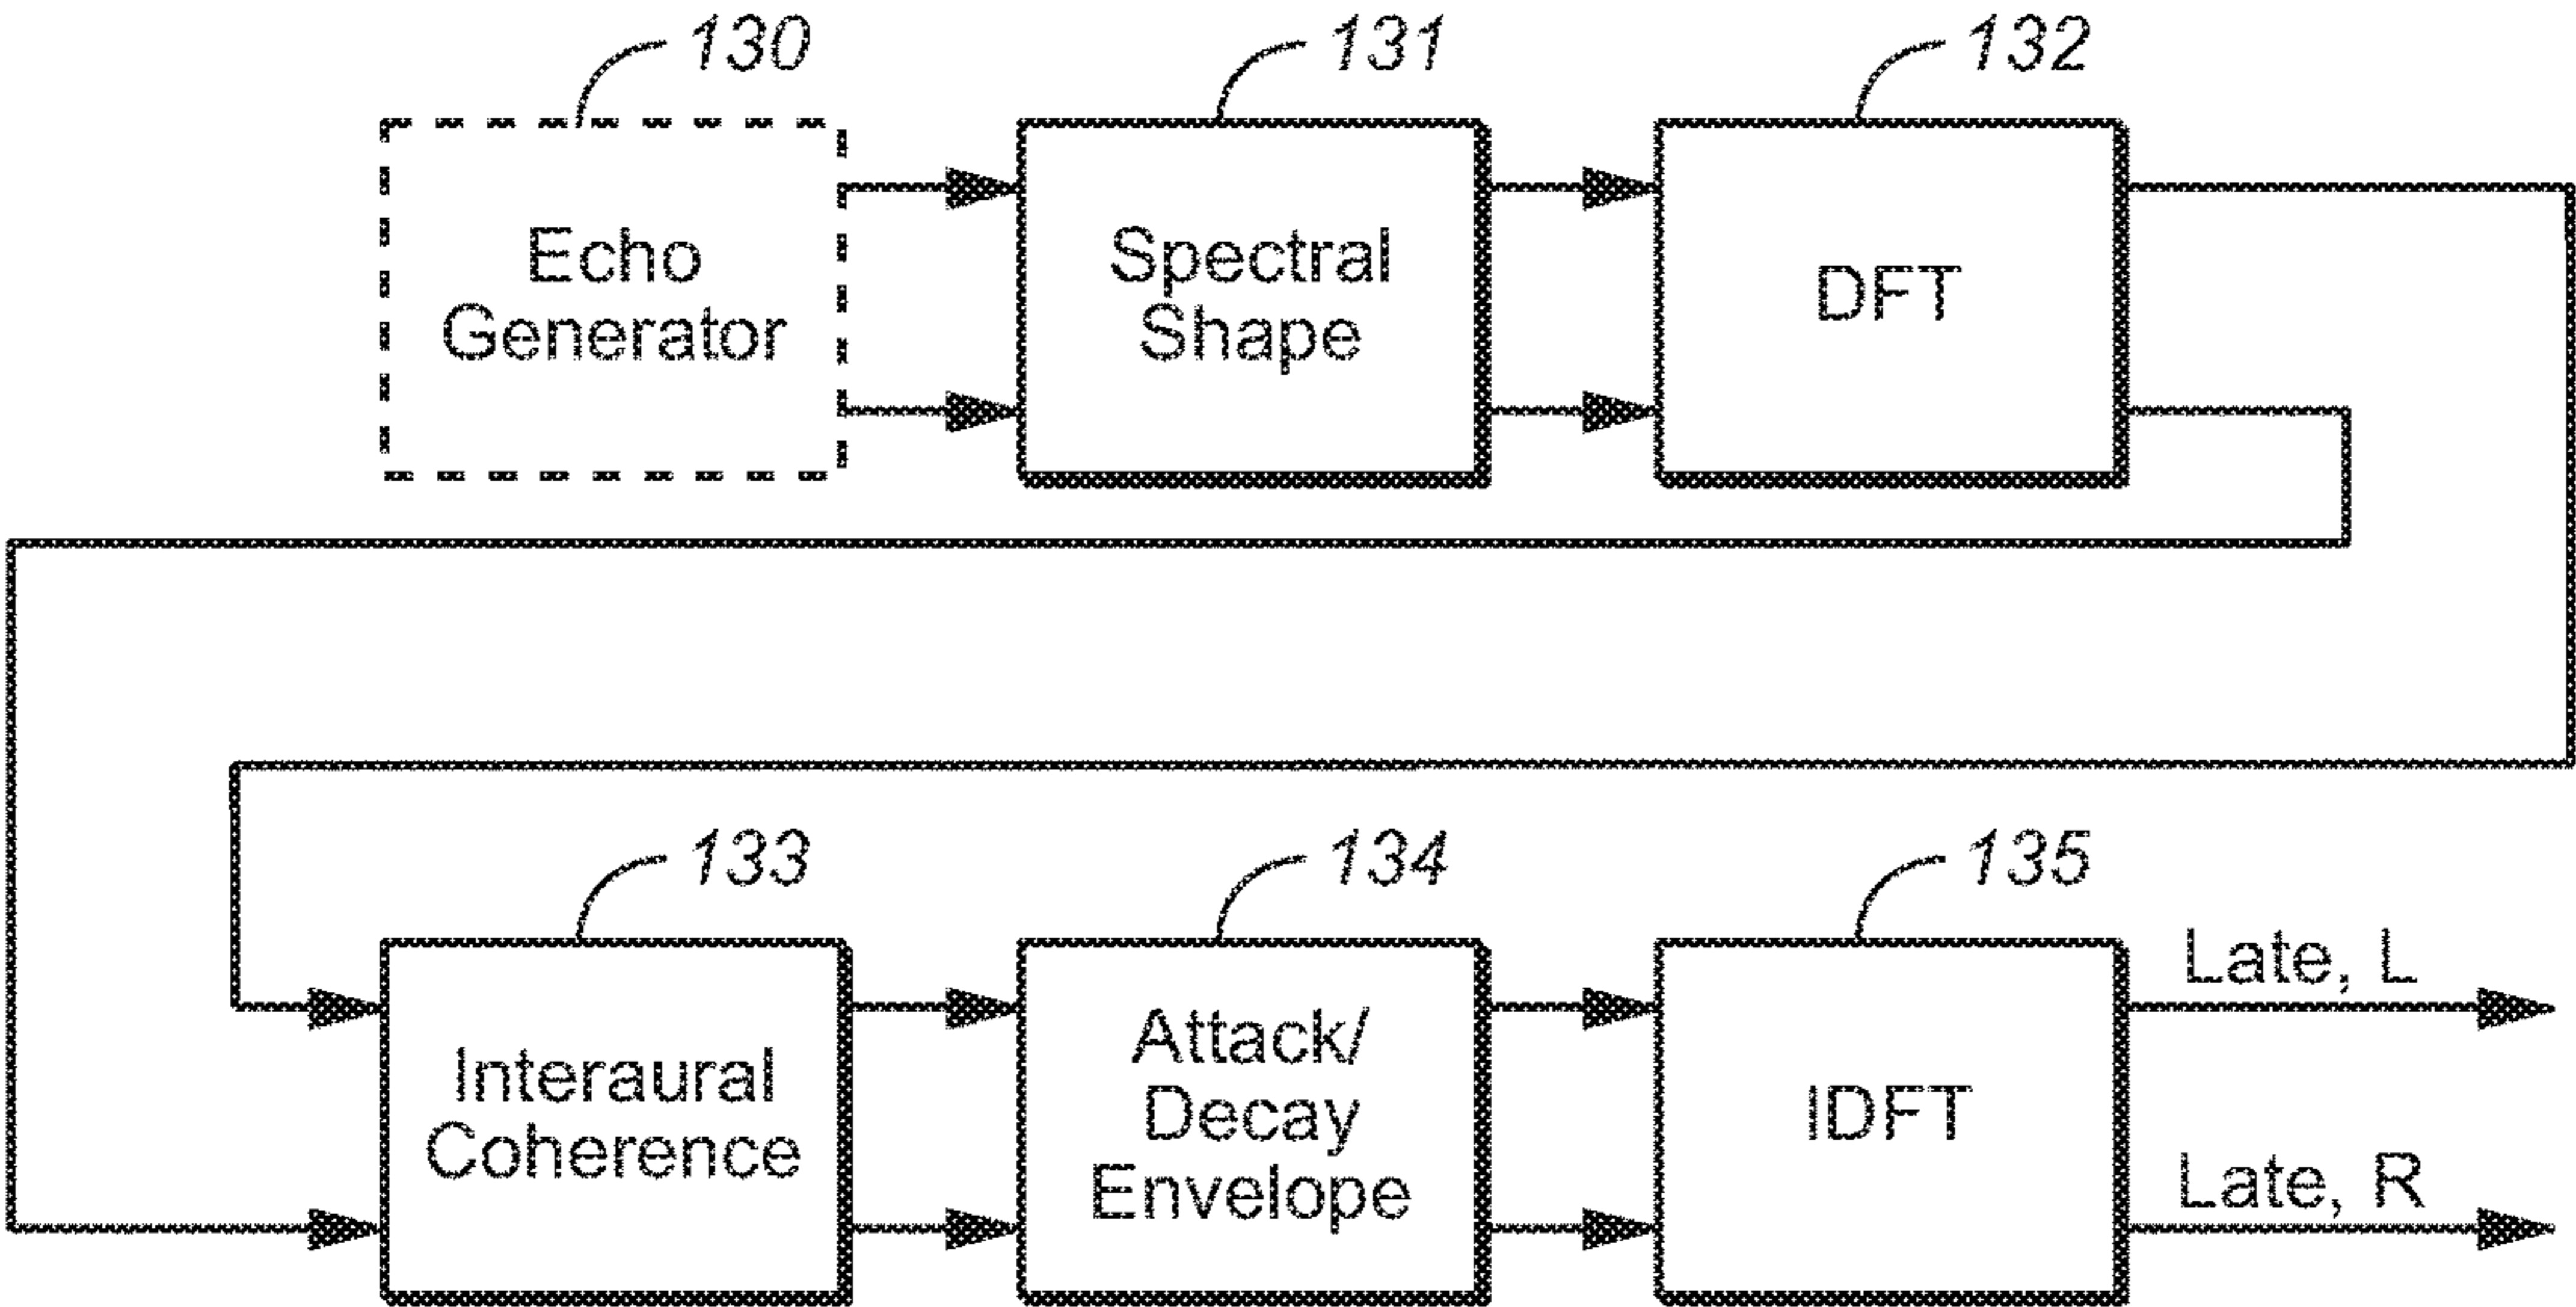 130
131
132
Echo
Generator
Spectral
Shape
DFT
133
134
135
Interaural
Coherence
Attack/
Decay
Envelope
IDFT
Late, L
Late, R